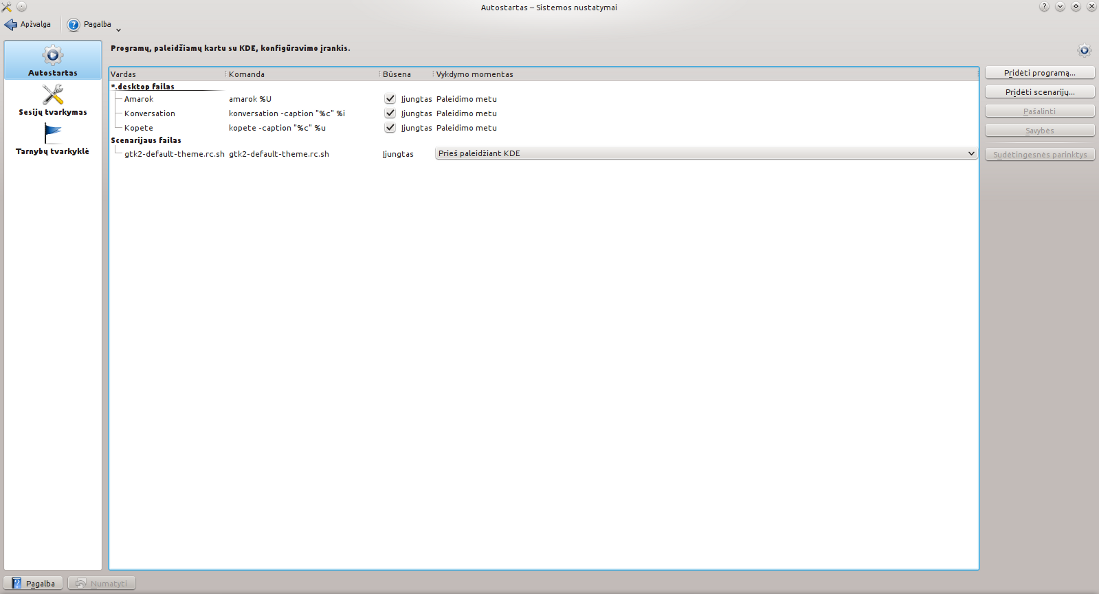 Autostartas – Sistemos nustatymai
Apžvalga Pagalba
Programų, paleidžiamų kartu su KDE, konfigūravimo įrankis.
Autostartas
Sesijų tvarkymas
Tarnybų tvarkyklė
Vardas Komanda Būsena Vykdymo momentas
*.desktop failas
Amarok amarok %U Įjungtas Paleidimo metu
Konversation konversation -caption "%c" %i Įjungtas Paleidimo metu
Kopete kopete -caption "%c" %u Įjungtas Paleidimo metu
Scenarijaus failas
gtk2-default-theme.rc.sh gtk2-default-theme.rc.sh Įjungtas Prieš paleidžiant KDE
Pridėti programą...
Pridėti scenarijų...
Pašalinti
Savybės
Sudėtingesnės parinktys
Pagalba Numatyti